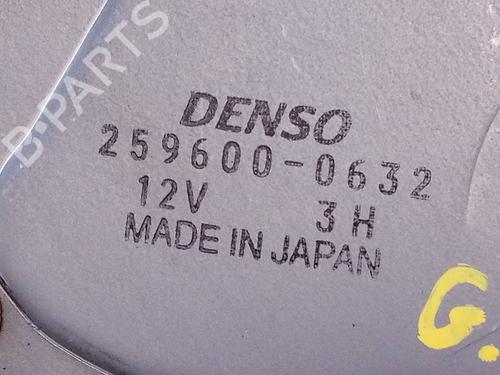 B-PARTS
DENSO
259600-0632
12V 3H
MADE IN JAPAN
G.